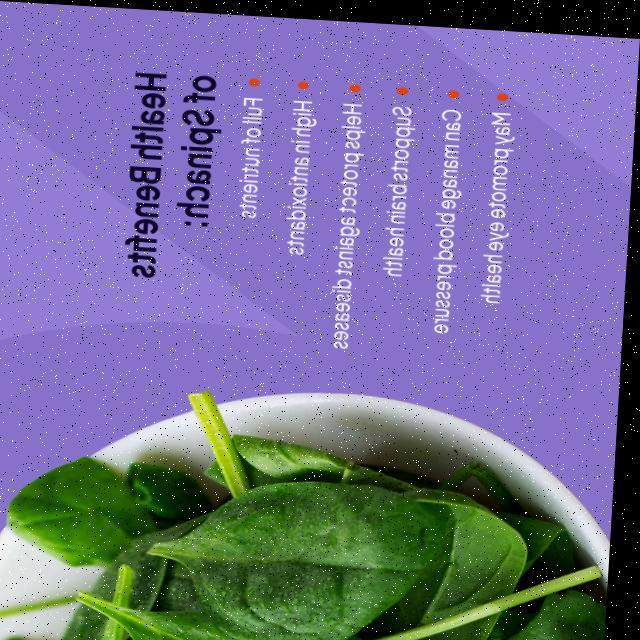 Health Benefits
of Spinach:
Full of nutrients
High in antioxidants
Helps protect against diseases
Supports brain health
Can manage blood pressure
May promote eye health